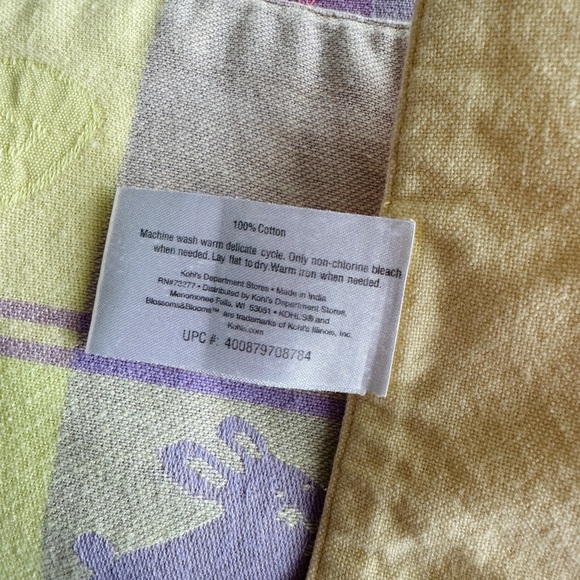 100% Cotton
Machine wash warm delicate cycle. Only non-chlorine bleach
when needed. Lay flat to dry. Warm iron when needed.
Kohl's Department Stores • Made in India
RN#73277 • Distributed by Kohl's Department Stores,
Menomonee Falls, WI 53051 • KOHL'S® and
Blossoms&Blooms™ are trademarks of Kohl's Illinois, Inc.
Kohls.com
UPC #: 400879708784